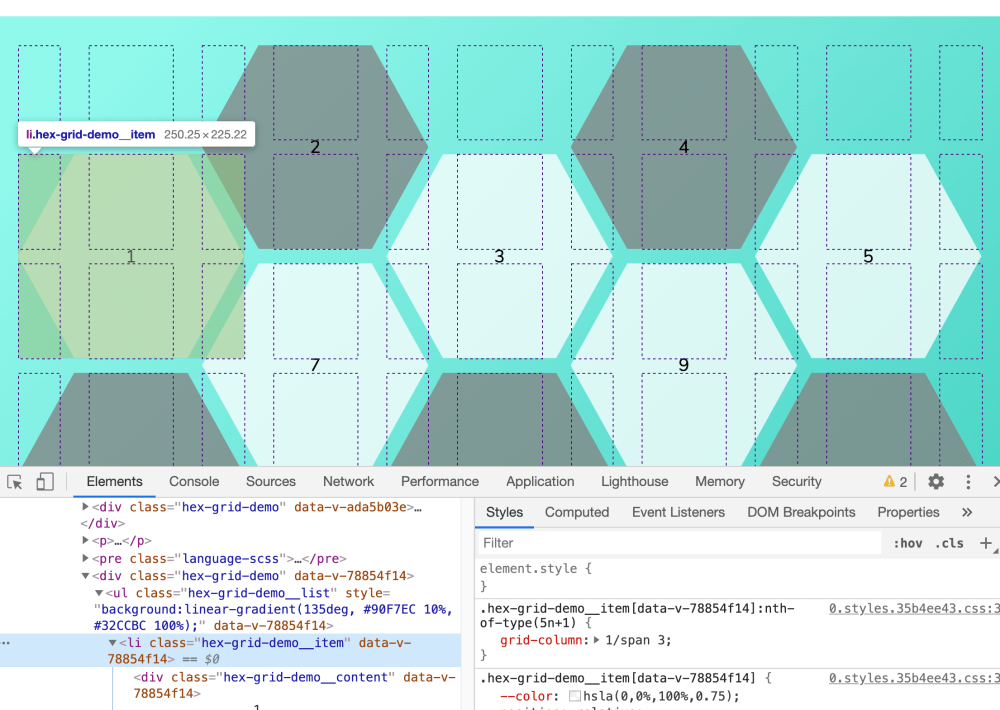 2
4
li.hex-grid-demo__item 250.25×225.22
1
3
5
7
9
Elements Console Sources Network Performance Application Lighthouse Memory Security 2
<div class="hex-grid-demo" data-v-ada5b03e>…
</div>
<p>…</p>
<pre class="language-scss">…</pre>
<div class="hex-grid-demo" data-v-78854f14>
<ul class="hex-grid-demo__list" style=
"background:linear-gradient(135deg, #90F7EC 10%,
#32CCBC 100%);" data-v-78854f14>
<li class="hex-grid-demo__item" data-v-
78854f14> == $0
<div class="hex-grid-demo__content" data-v-
78854f14>
1
Styles Computed Event Listeners DOM Breakpoints Properties »
Filter :hov .cls +
element.style {
}
.hex-grid-demo__item[data-v-78854f14]:nth- 0.styles.35b4ee43.css:3
of-type(5n+1) {
grid-column: 1/span 3;
}
.hex-grid-demo__item[data-v-78854f14] { 0.styles.35b4ee43.css:3
--color: hsla(0,0%,100%,0.75);